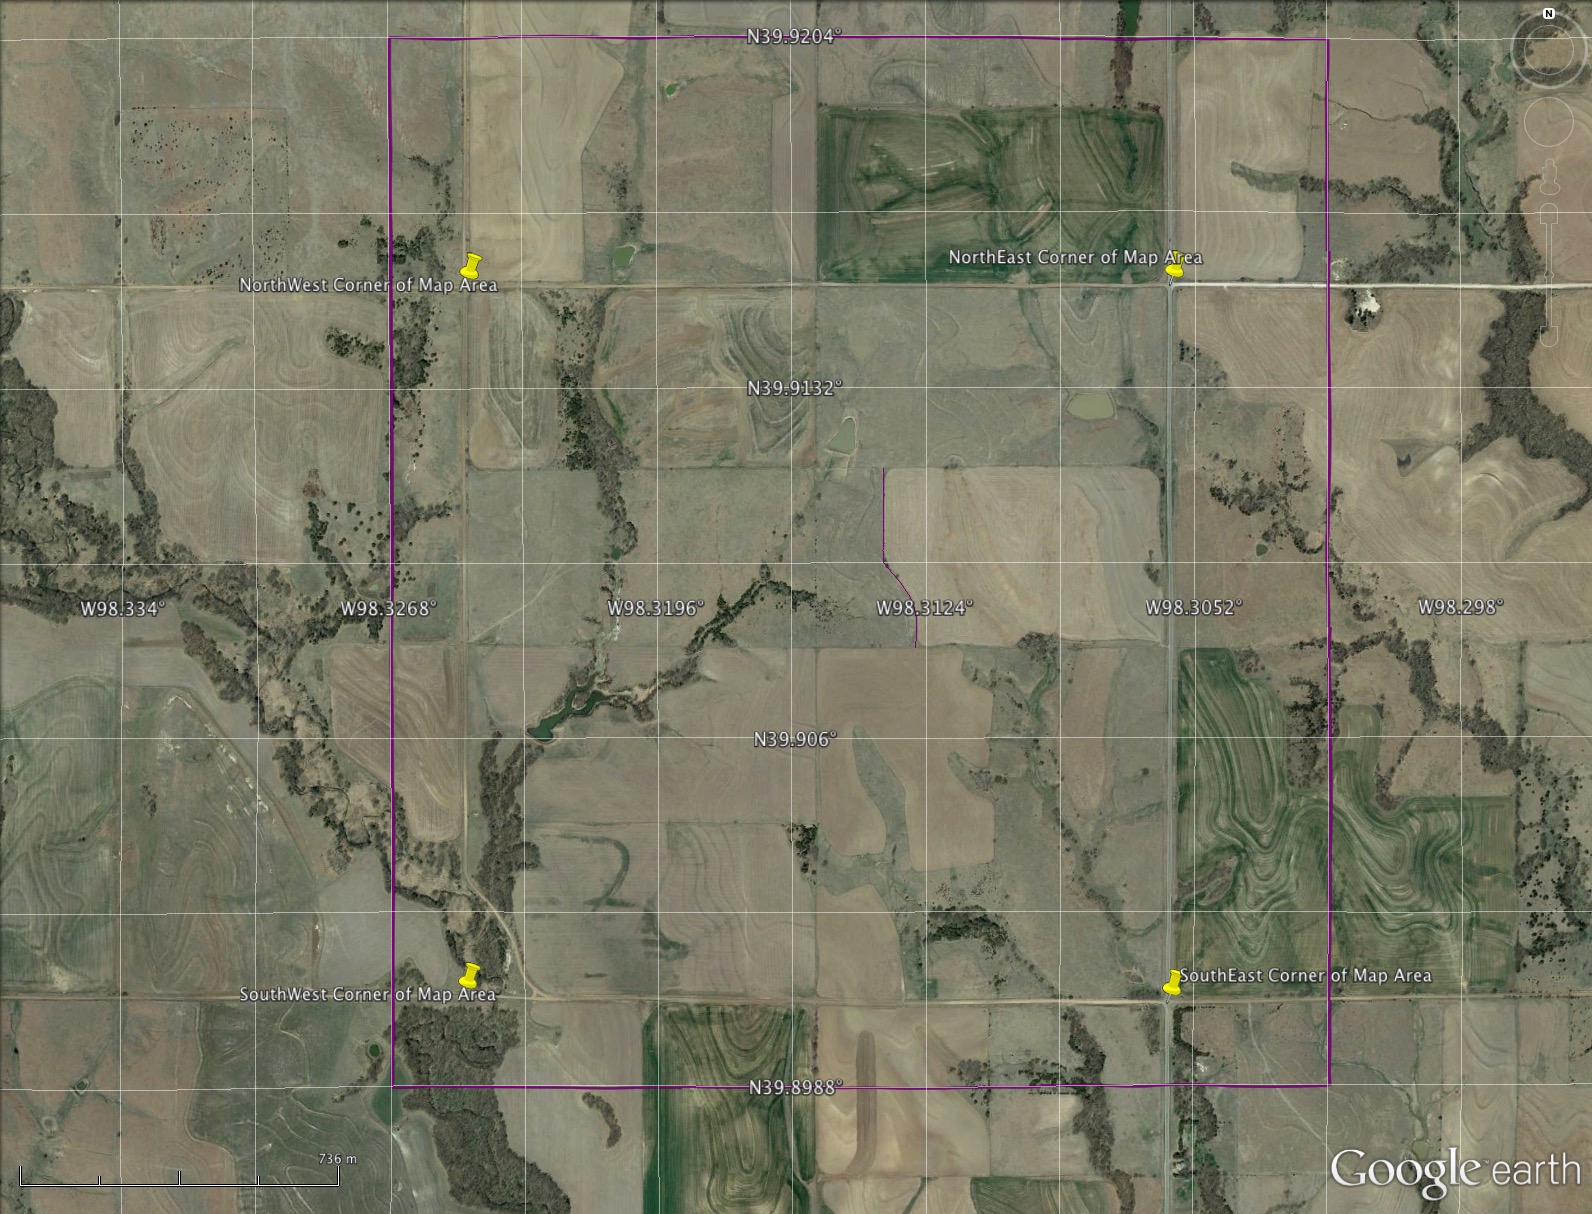 N
N39.9204°
NorthEast Corner of Map Area
NorthWest Corner of Map Area
N39.9132°
W98.334° W98.3268° W98.3196° W98.3124° W98.3052° W98.298°
N39.906°
SouthEast Corner of Map Area
SouthWest Corner of Map Area
N39.8988°
736 m
Google earth